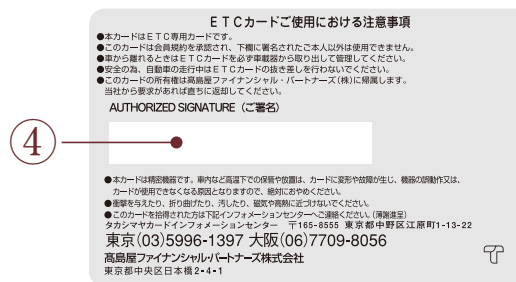 ETCカードご使用における注意事項
●本カードはETC専用カードです。
●このカードは会員規約を承認され、下欄に署名されたご本人以外は使用できません。
●車から離れるときはETCカードを必ず車載器から取り出して管理してください。
●安全の為、自動車の走行中はETCカードの抜き差しを行わないでください。
●このカードの所有権は髙島屋ファイナンシャル・パートナーズ(株)に帰属します。
当社から要求があれば直ちに返却してください。
AUTHORIZED SIGNATURE(ご署名)
④
●本カードは精密機器です。車内など高温下での保管や放置は、カードに変形や故障が生じ、機器の誤動作又は、
カードが使用できなくなる原因となりますので、絶対におやめください。
●衝撃を与えたり、折り曲げたり、汚したり、磁気や高熱に近づけないでください。
●このカードを拾得された方は下記インフォメーションセンターへご連絡ください。(薄謝進呈)
タカシマヤカードインフォメーションセンター 〒165-8555 東京都中野区江原町1-13-22
東京(03)5996-1397 大阪(06)7709-8056
髙島屋ファイナンシャル・パートナーズ株式会社
東京都中央区日本橋2-4-1